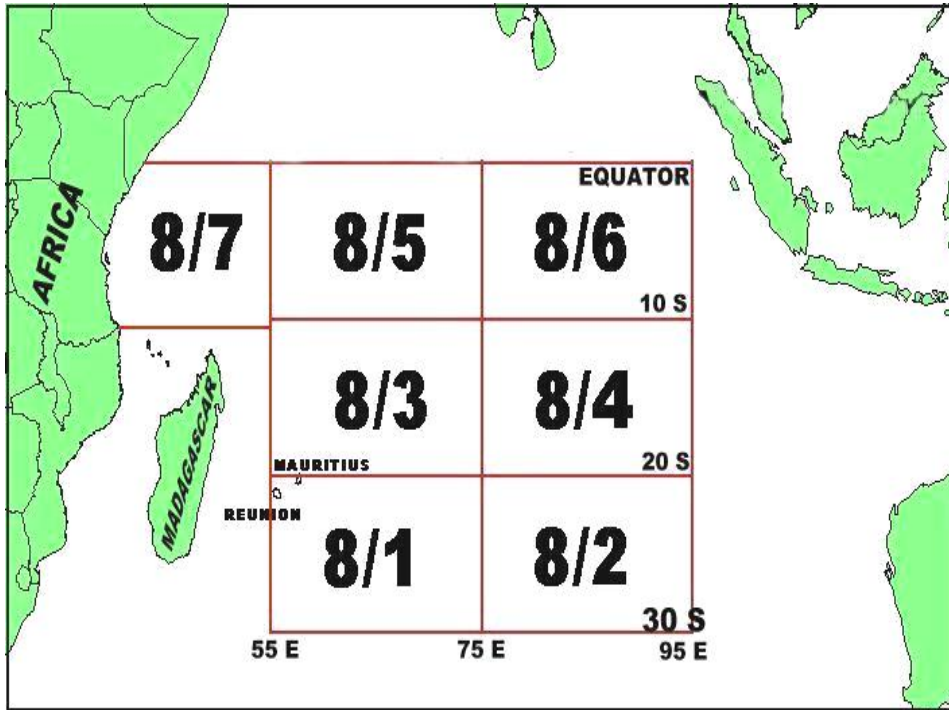 EQUATOR
8/7
8/5
8/6
AFRICA
10 S
8/3
8/4
MADAGASCAR
MAURITIUS
20 S
REUNION
8/1
8/2
30 S
55 E
75 E
95 E